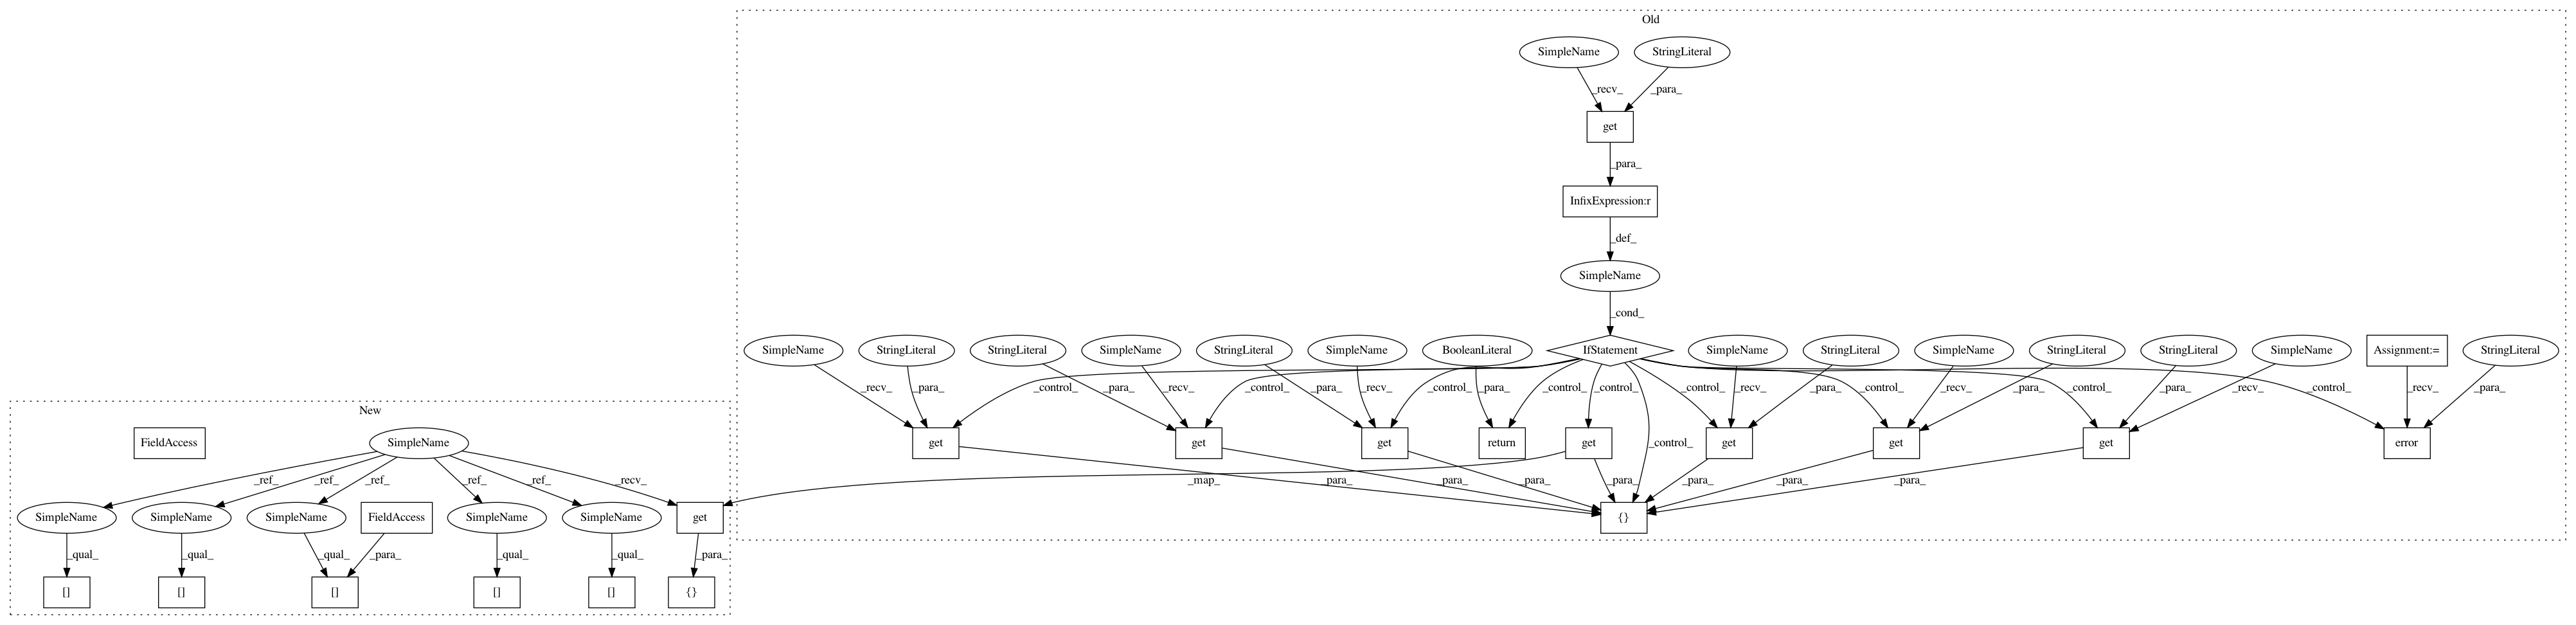 Old
SimpleName StringLiteral
_recv_ _para_
get
_para_
InfixExpression:r
_def_
SimpleName
_cond_
SimpleName StringLiteral StringLiteral SimpleName StringLiteral SimpleName BooleanLiteral IfStatement SimpleName StringLiteral SimpleName StringLiteral StringLiteral SimpleName Assignment:= StringLiteral
_recv_ _para_ _control_ _para_ _recv_ _control_ _para_ _recv_ _control_ _para_ _control_ _control_ _control_ _recv_ _para_ _control_ _recv_ _para_ _control_ _para_ _recv_ _control_ _recv_ _para_
New
FieldAccess SimpleName get get get return get _control_ get get get error
_ref_ _ref_ _ref_ _ref_ _ref_ _recv_ _map_ _para_ _para_ _para_ _para_ _para_ _para_ _para_
SimpleName SimpleName SimpleName FieldAccess SimpleName SimpleName get {}
_qual_ _qual_ _qual_ _para_ _qual_ _qual_ _para_
[] [] [] [] [] {}